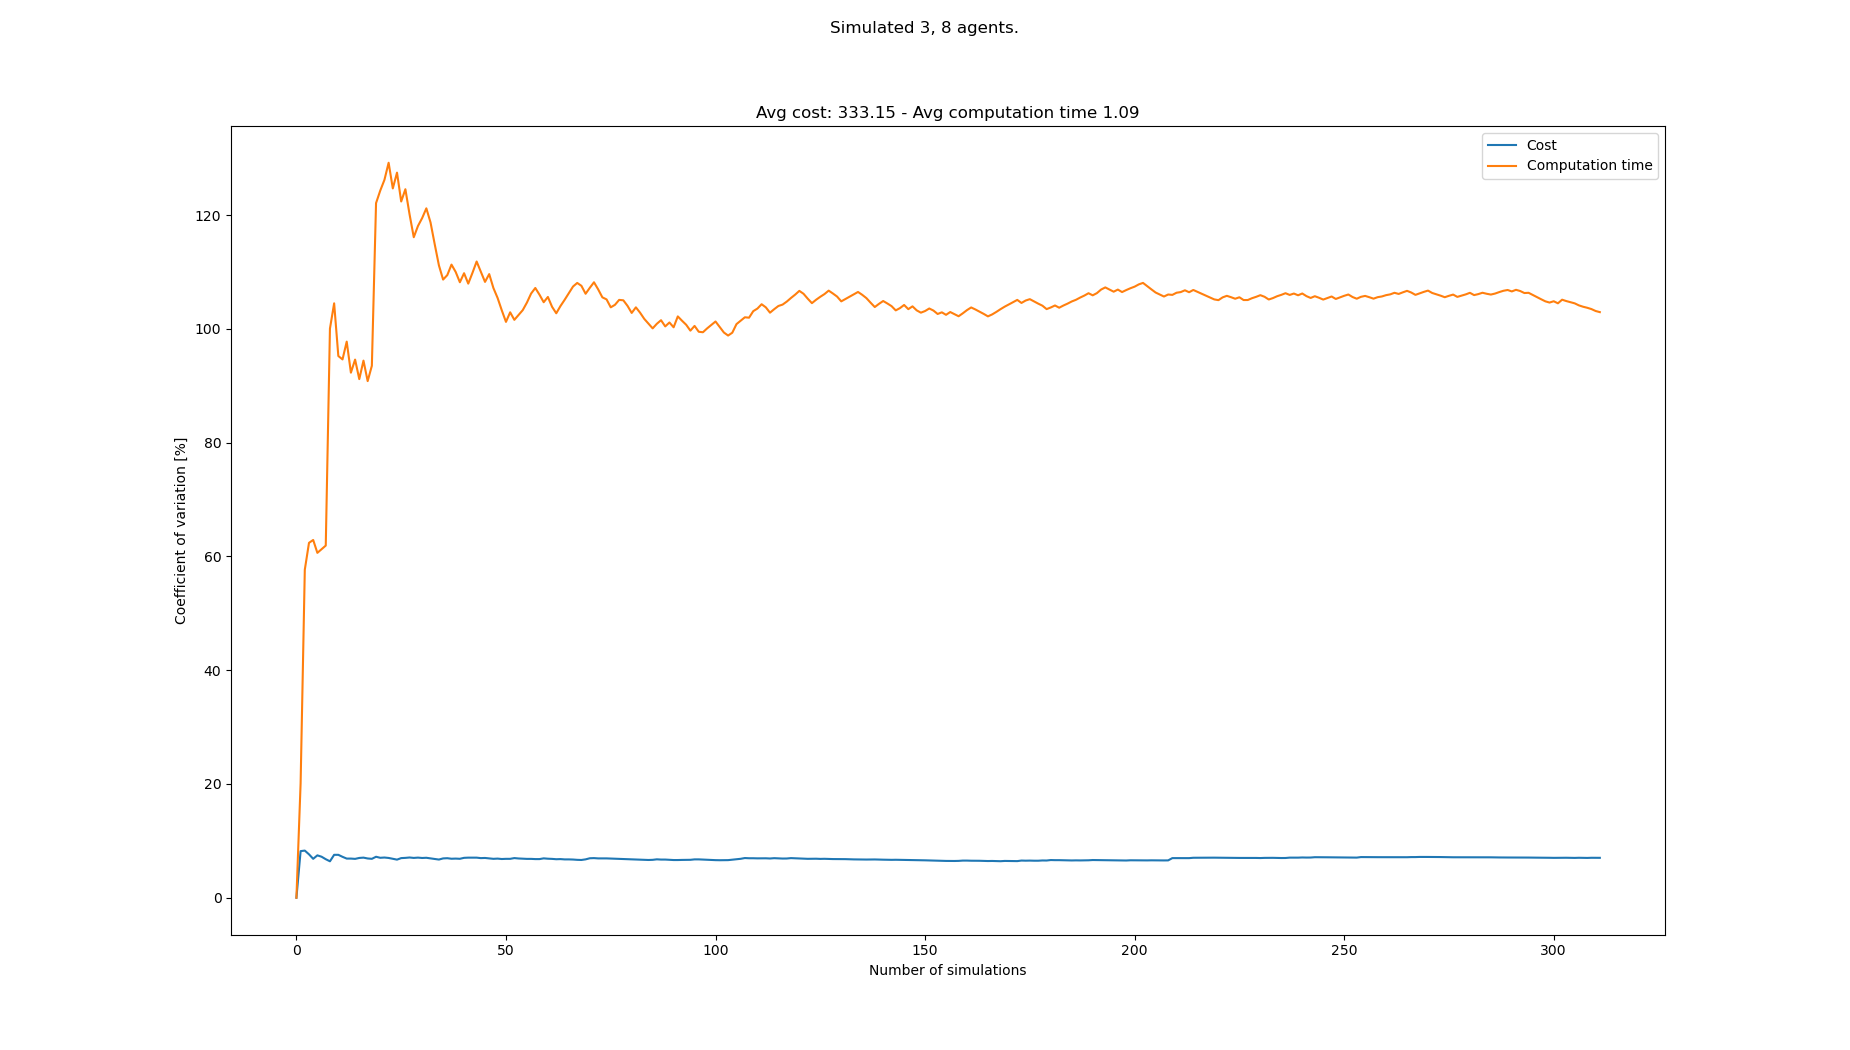 Simulated 3, 8 agents.
Avg cost: 333.15 - Avg computation time 1.09
Cost
Computation time
Coefficient of variation [%]
120
100
80
60
40
20
0
0 50 100 150 200 250 300
Number of simulations